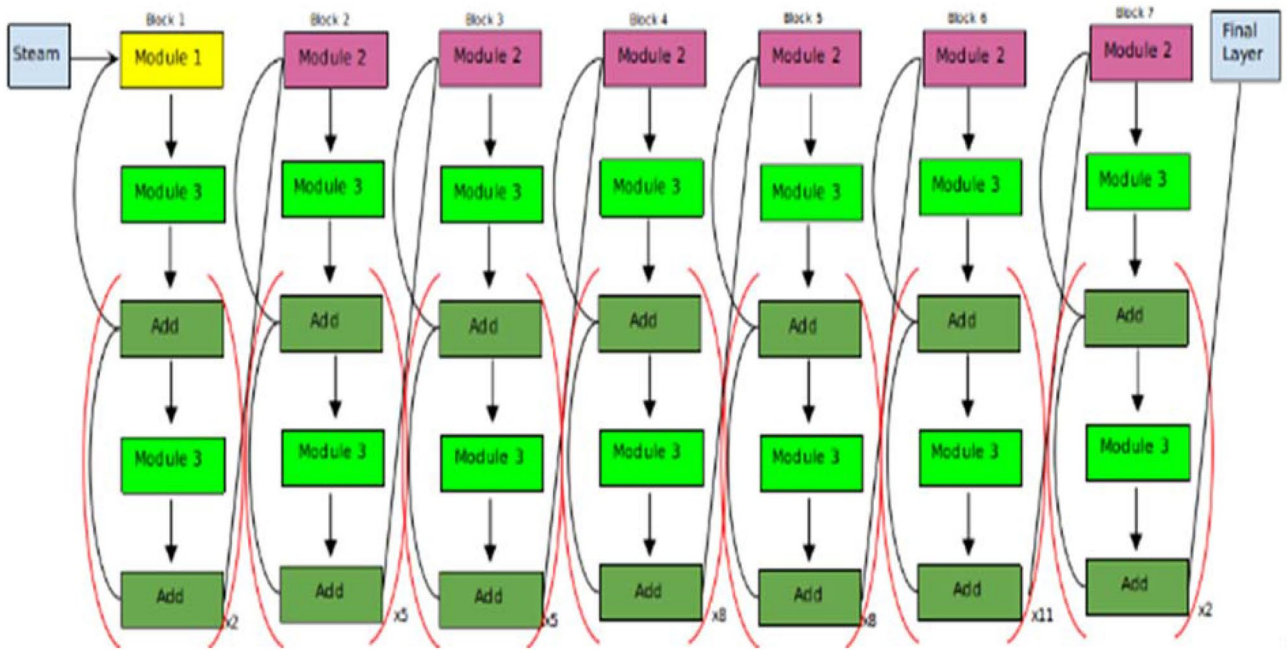 Block 1 Block 2 Block 3 Block 4 Block 5 Block 6 Block 7
Steam Module 1 Module 2 Module 2 Module 2 Module 2 Module 2 Module 2 Final
Layer
Module 3 Module 3 Module 3 Module 3 Module 3 Module 3 Module 3
Add Add Add Add Add Add Add
Module 3 Module 3 Module 3 Module 3 Module 3 Module 3 Module 3
Add Add Add Add Add Add Add
x2 x5 x5 x8 x8 x11 x2